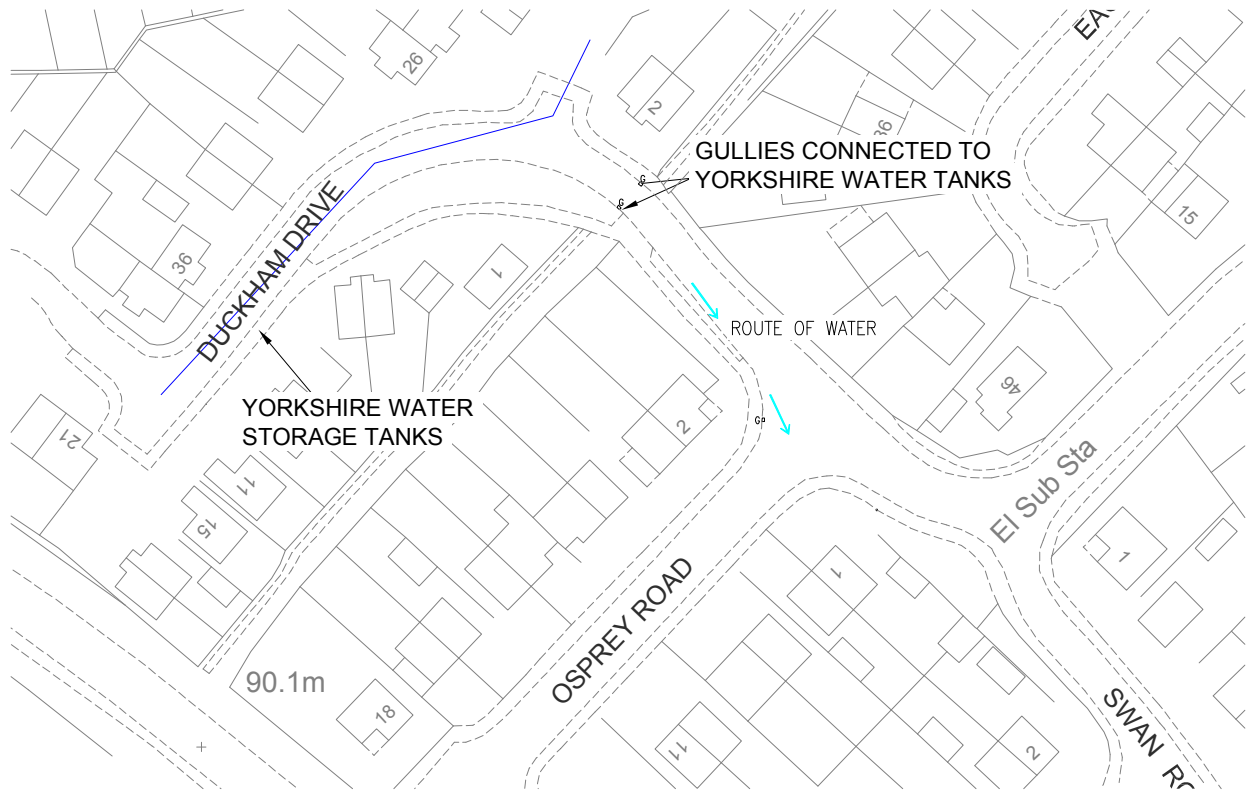 EAS
26
2
36
GULLIES CONNECTED TO
YORKSHIRE WATER TANKS
G
G
15
DUCKHAM DRIVE
36
1
ROUTE OF WATER
YORKSHIRE WATER
STORAGE TANKS
46
2
G
21
11
15
El Sub Sta
1
1
OSPREY ROAD
90.1m
18
11
2
SWAN RO